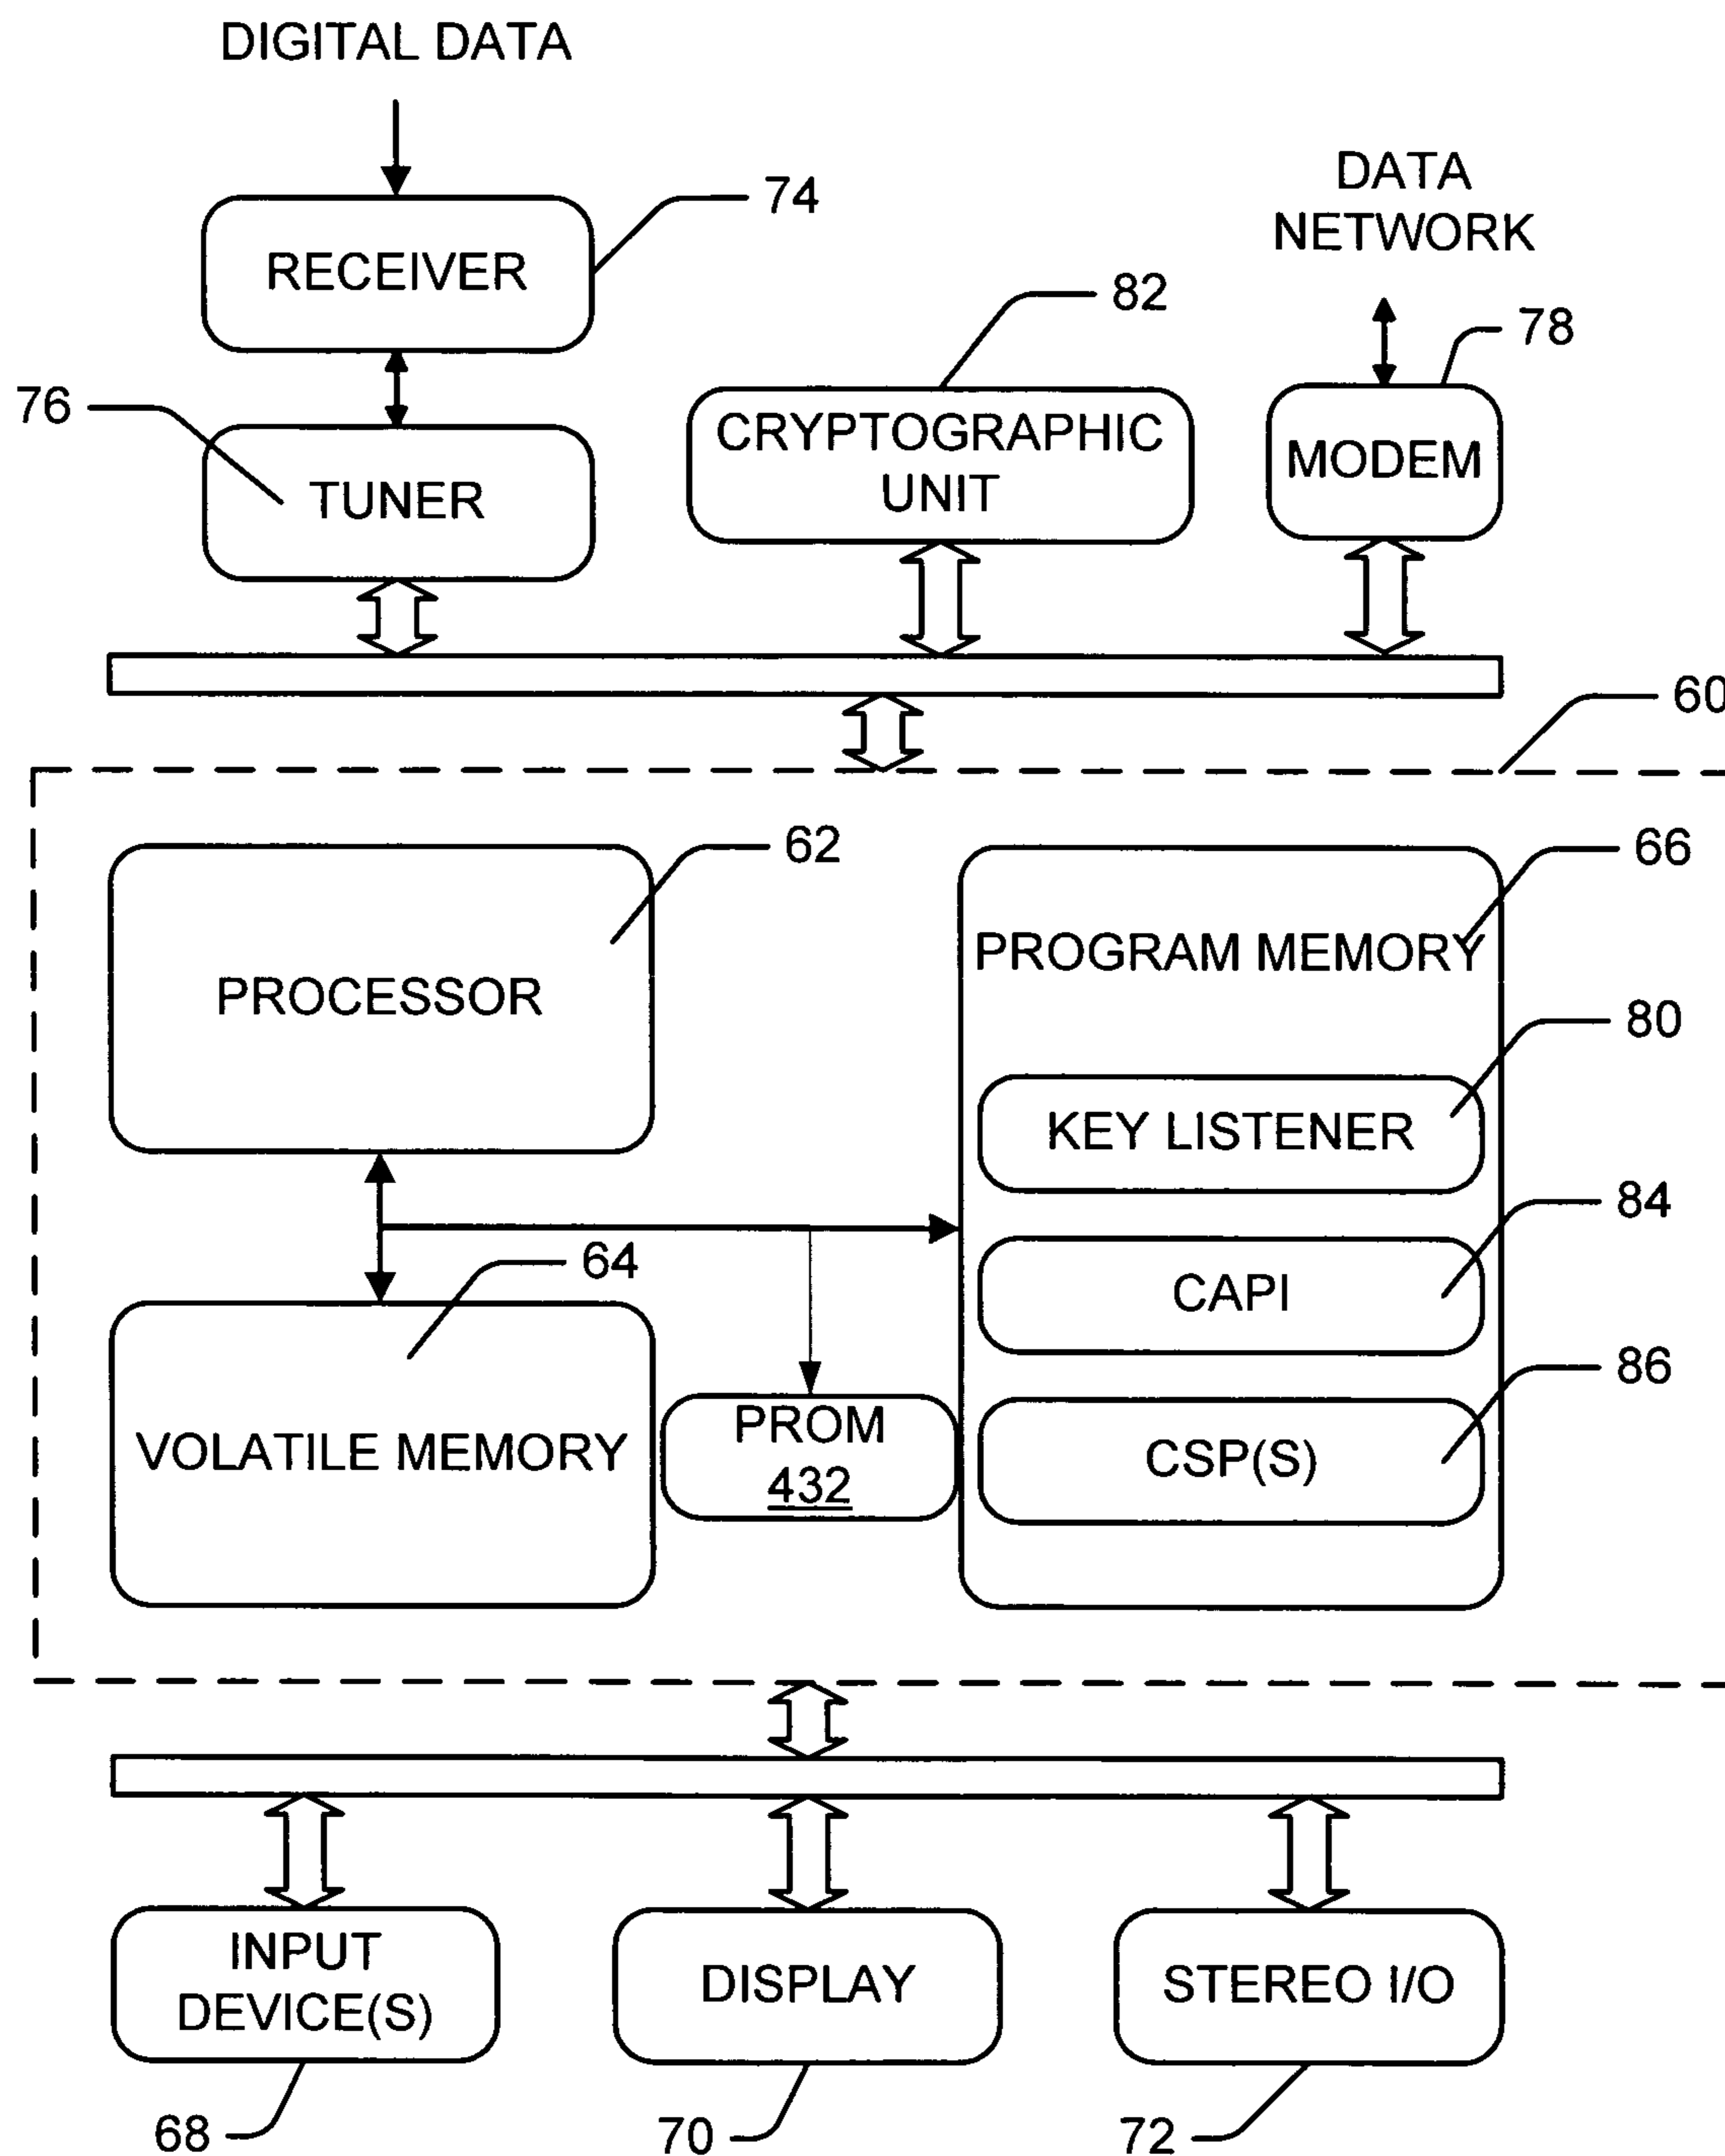 DIGITAL DATA
DATA
NETWORK
74
RECEIVER
82
78
76
TUNER
CRYPTOGRAPHIC
UNIT
MODEM
60
62
66
PROCESSOR
PROGRAM MEMORY
80
KEY LISTENER
84
64
CAPI
86
VOLATILE MEMORY
PROM
432
CSP(S)
INPUT
DEVICE(S)
DISPLAY
STEREO I/O
68
70
72